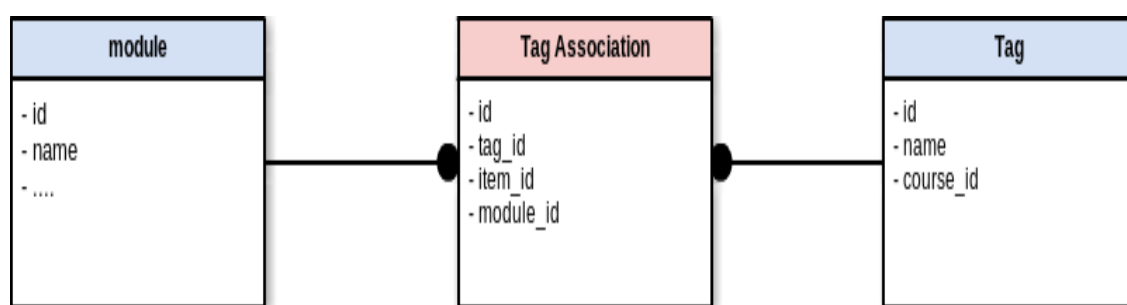 module
- id
- name
- ....
Tag Association
- id
- tag_id
- item_id
- module_id
Tag
- id
- name
- course_id